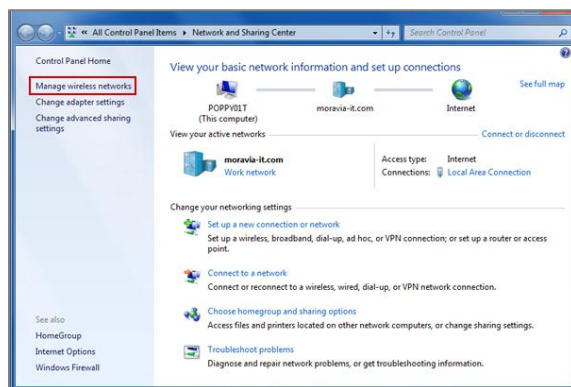 « All Control Panel Items ▸ Network and Sharing Center
Search Control Panel
Control Panel Home
Manage wireless networks
Change adapter settings
Change advanced sharing
settings
See also
HomeGroup
Internet Options
Windows Firewall
View your basic network information and set up connections
See full map
POPPY01T
(This computer)
moravia-it.com
Internet
View your active networks
Connect or disconnect
moravia-it.com
Work network
Access type: Internet
Connections: Local Area Connection
Change your networking settings
Set up a new connection or network
Set up a wireless, broadband, dial-up, ad hoc, or VPN connection; or set up a router or access
point.
Connect to a network
Connect or reconnect to a wireless, wired, dial-up, or VPN network connection.
Choose homegroup and sharing options
Access files and printers located on other network computers, or change sharing settings.
Troubleshoot problems
Diagnose and repair network problems, or get troubleshooting information.